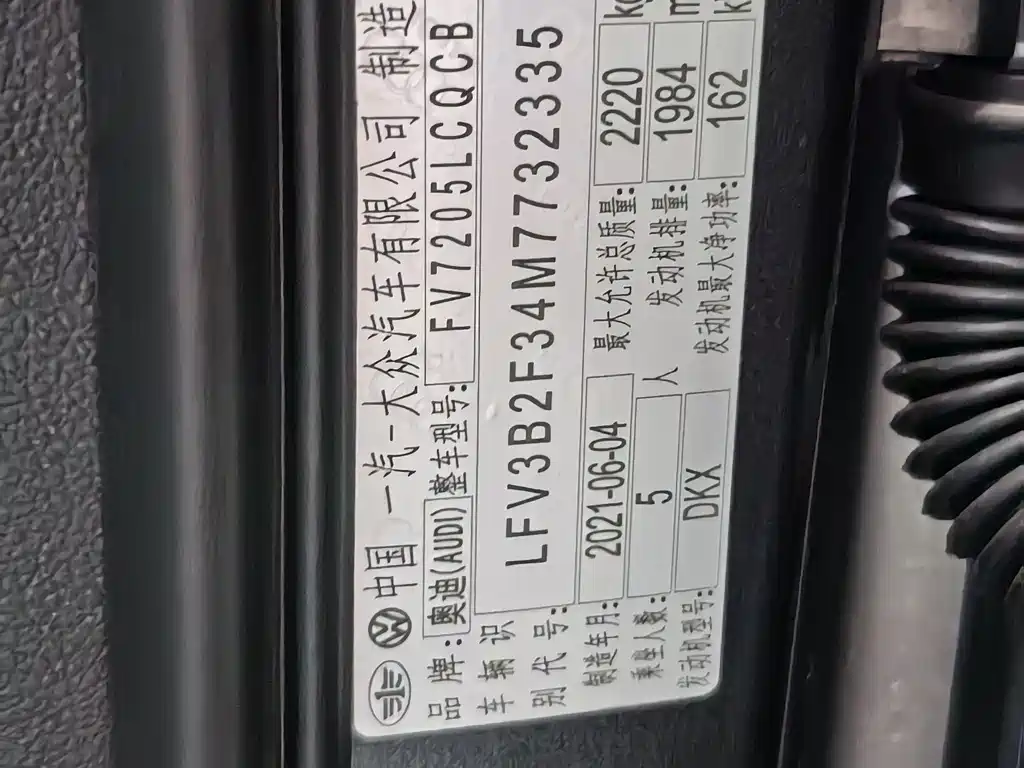 中国 一汽-大众汽车有限公司 制造
品牌: 奥迪(AUDI) 整车型号: FV7205LCQCB
车辆识别代号: LFV3B2F34M7732335
制造年月: 2021-06-04 最大允许总质量: 2220 kg
乘坐人数: 5 人 发动机排量: 1984 m
发动机型号: DKX 发动机最大净功率: 162 k